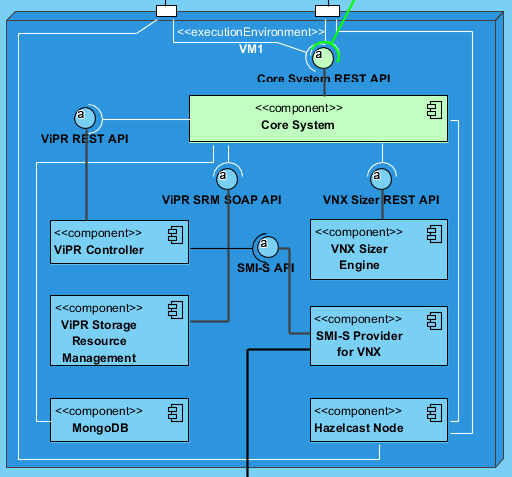 <<executionEnvironment>>
VM1
a
Core System REST API
<<component>>
Core System
a
ViPR REST API
a
ViPR SRM SOAP API
a
VNX Sizer REST API
<<component>>
ViPR Controller
a
SMI-S API
<<component>>
VNX Sizer
Engine
<<component>>
ViPR Storage
Resource
Management
<<component>>
SMI-S Provider
for VNX
<<component>>
MongoDB
<<component>>
Hazelcast Node